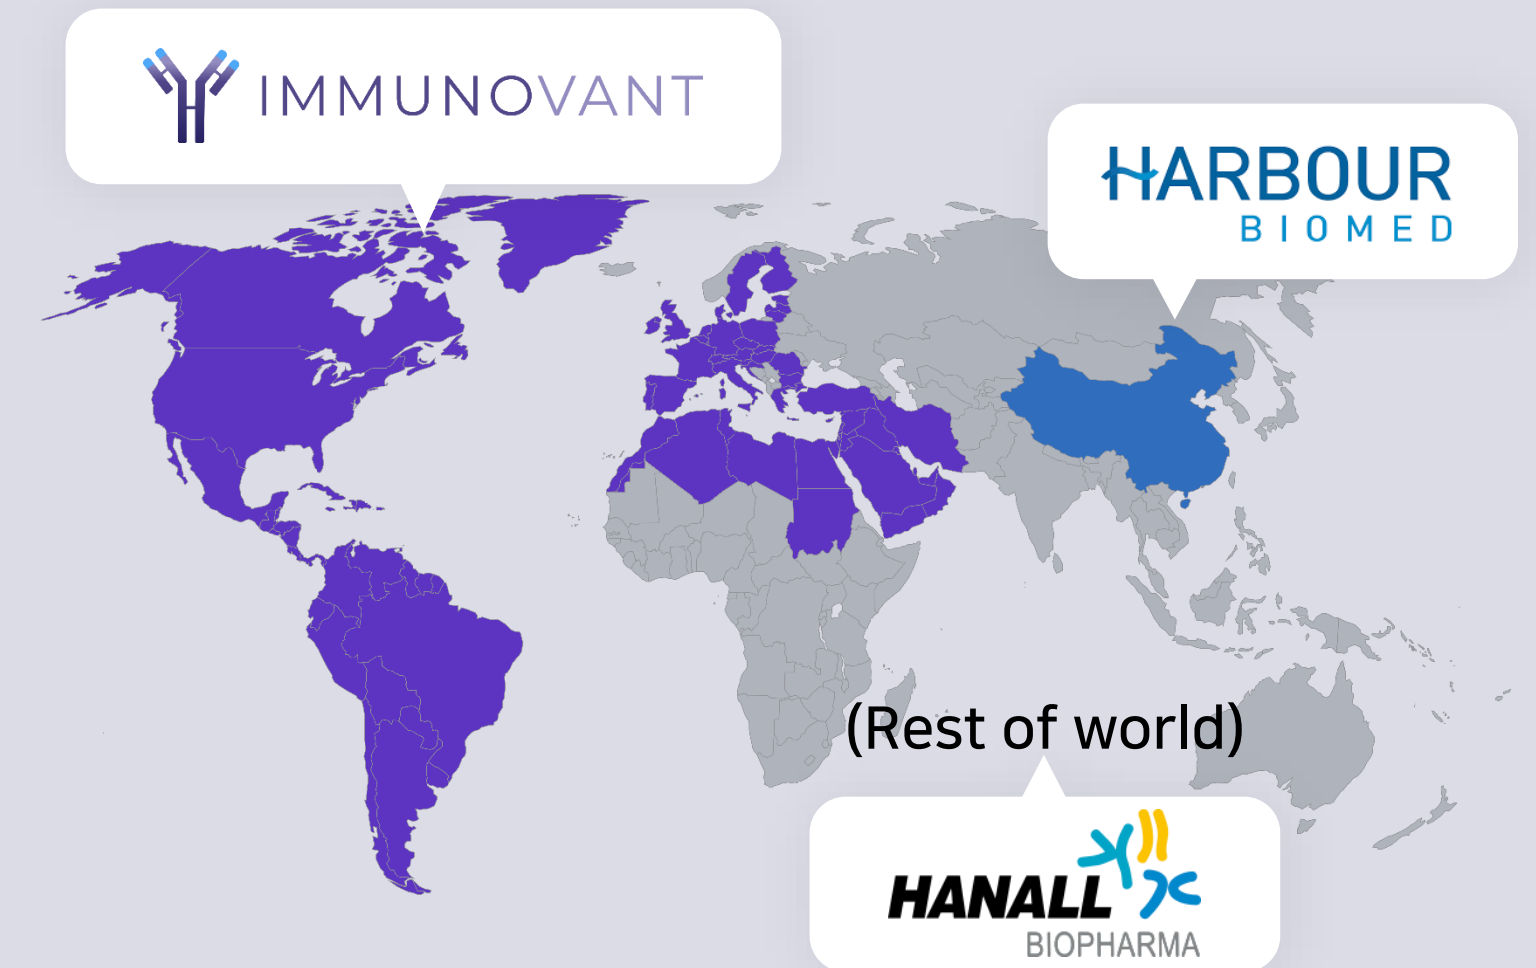 IMMUNOVANT
HARBOUR
BIOMED
(Rest of world)
HANALL
BIOPHARMA